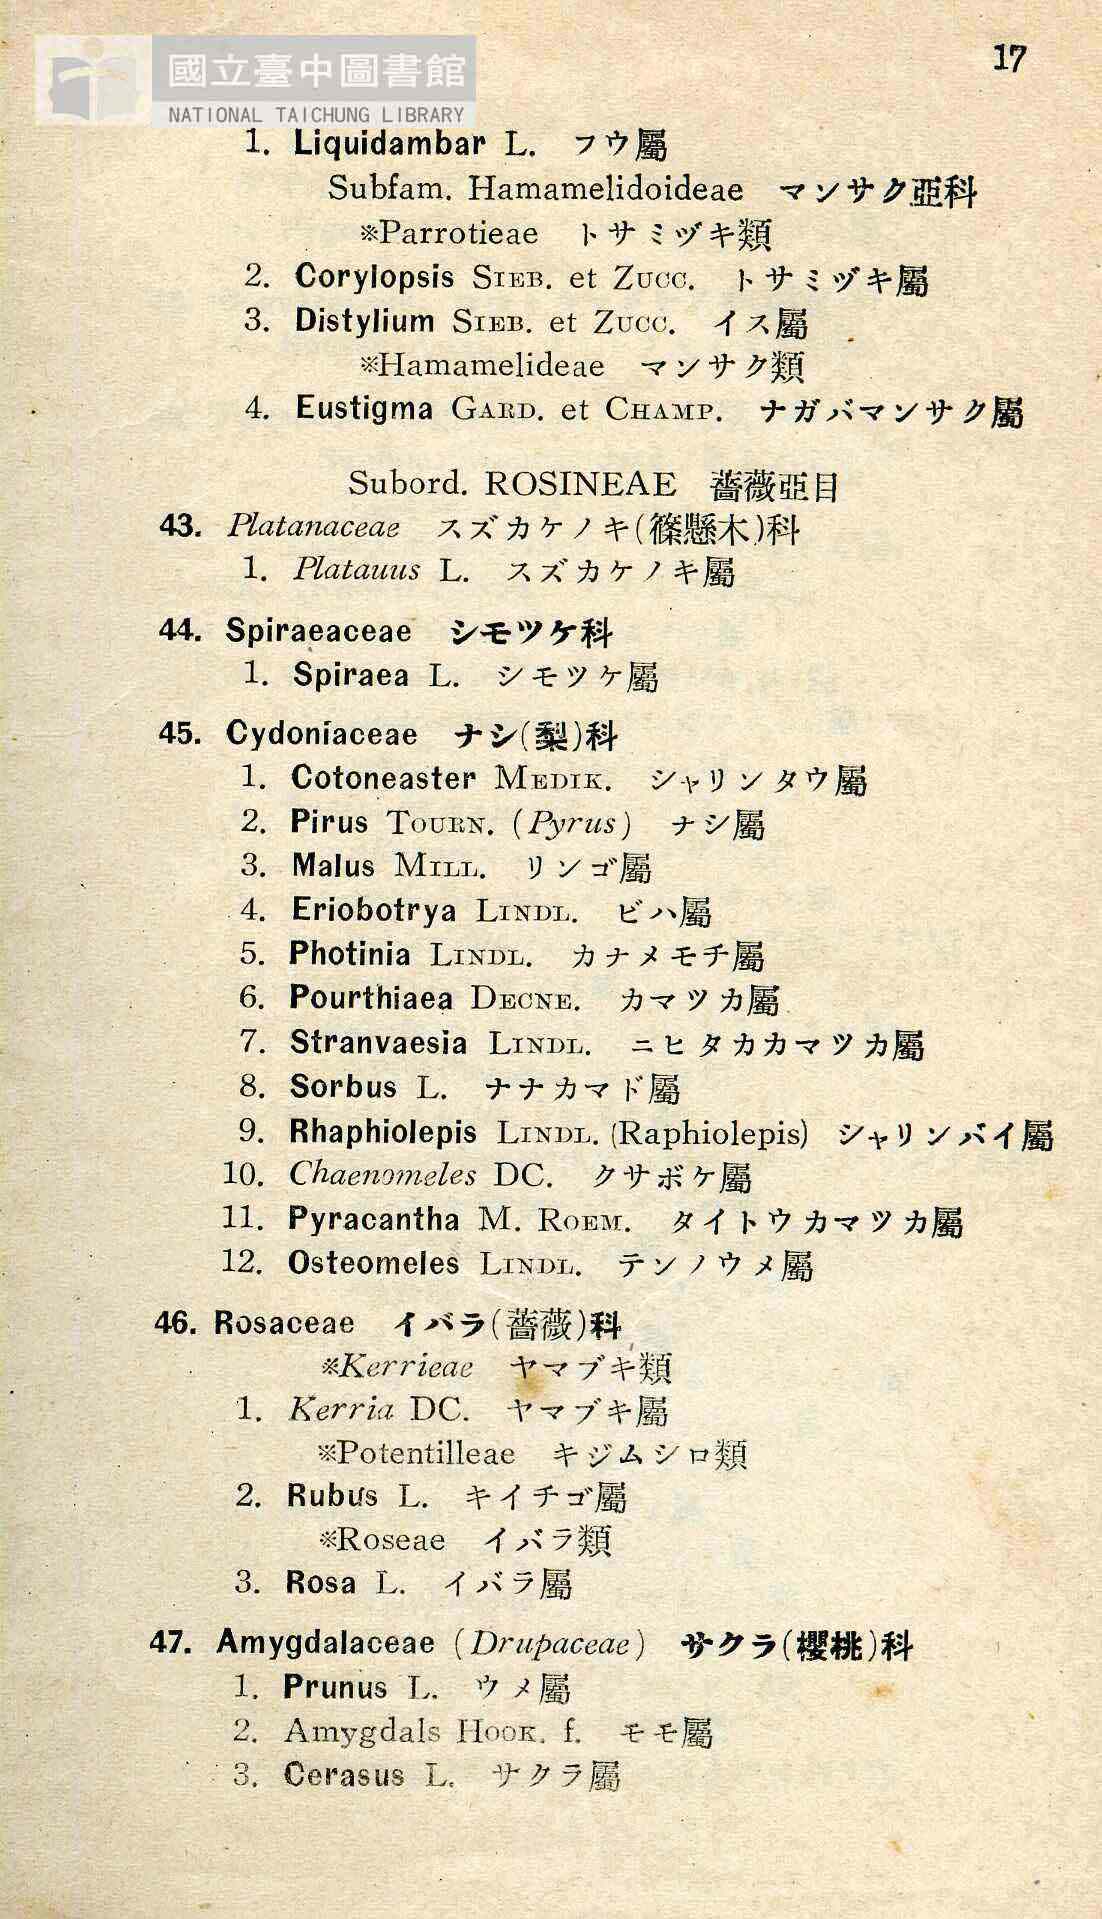 國立臺中圖書館
NATIONAL TAICHUNG LIBRARY
17
1. Liquidambar L. フウ屬
Subfam. Hamamelidoideae マンサク亞科
※Parrotieae トサミヅキ類
2. Corylopsis SIEB. et ZUCC. トサミヅキ屬
3. Distylium SIEB. et ZUCC. イス屬
※Hamamelideae マンサク類
4. Eustigma GARD. et CHAMP. ナガバマンサク屬
Subord. ROSINEAE 薔薇亞目
43. Platanaceae スズカケノキ(篠懸木)科
1. Platauus L. スズカケノキ屬
44. Spiraeaceae シモツケ科
1. Spiraea L. シモツケ屬
45. Cydoniaceae ナシ(梨)科
1. Cotoneaster MEDIK. シャリンタウ屬
2. Pirus TOURN. (Pyrus) ナシ屬
3. Malus MILL. リンゴ屬
4. Eriobotrya LINDL. ビハ屬
5. Photinia LINDL. カナメモチ屬
6. Pourthiaea DECNE. カマツカ屬
7. Stranvaesia LINDL. ニヒタカカマツカ屬
8. Sorbus L. ナナカマド屬
9. Rhaphiolepis LINDL. (Raphiolepis) シャリンバイ屬
10. Chaenomeles DC. クサボケ屬
11. Pyracantha M. ROEM. タイトウカマツカ屬
12. Osteomeles LINDL. テンノウメ屬
46. Rosaceae イバラ(薔薇)科
※Kerrieae ヤマブキ類
1. Kerria DC. ヤマブキ屬
※Potentilleae キジムシロ類
2. Rubus L. キイチゴ屬
※Roseae イバラ類
3. Rosa L. イバラ屬
47. Amygdalaceae (Drupaceae) サクラ(櫻桃)科
1. Prunus L. ウメ屬
2. Amygdals HOOK. f. モモ屬
3. Cerasus L. サクラ屬